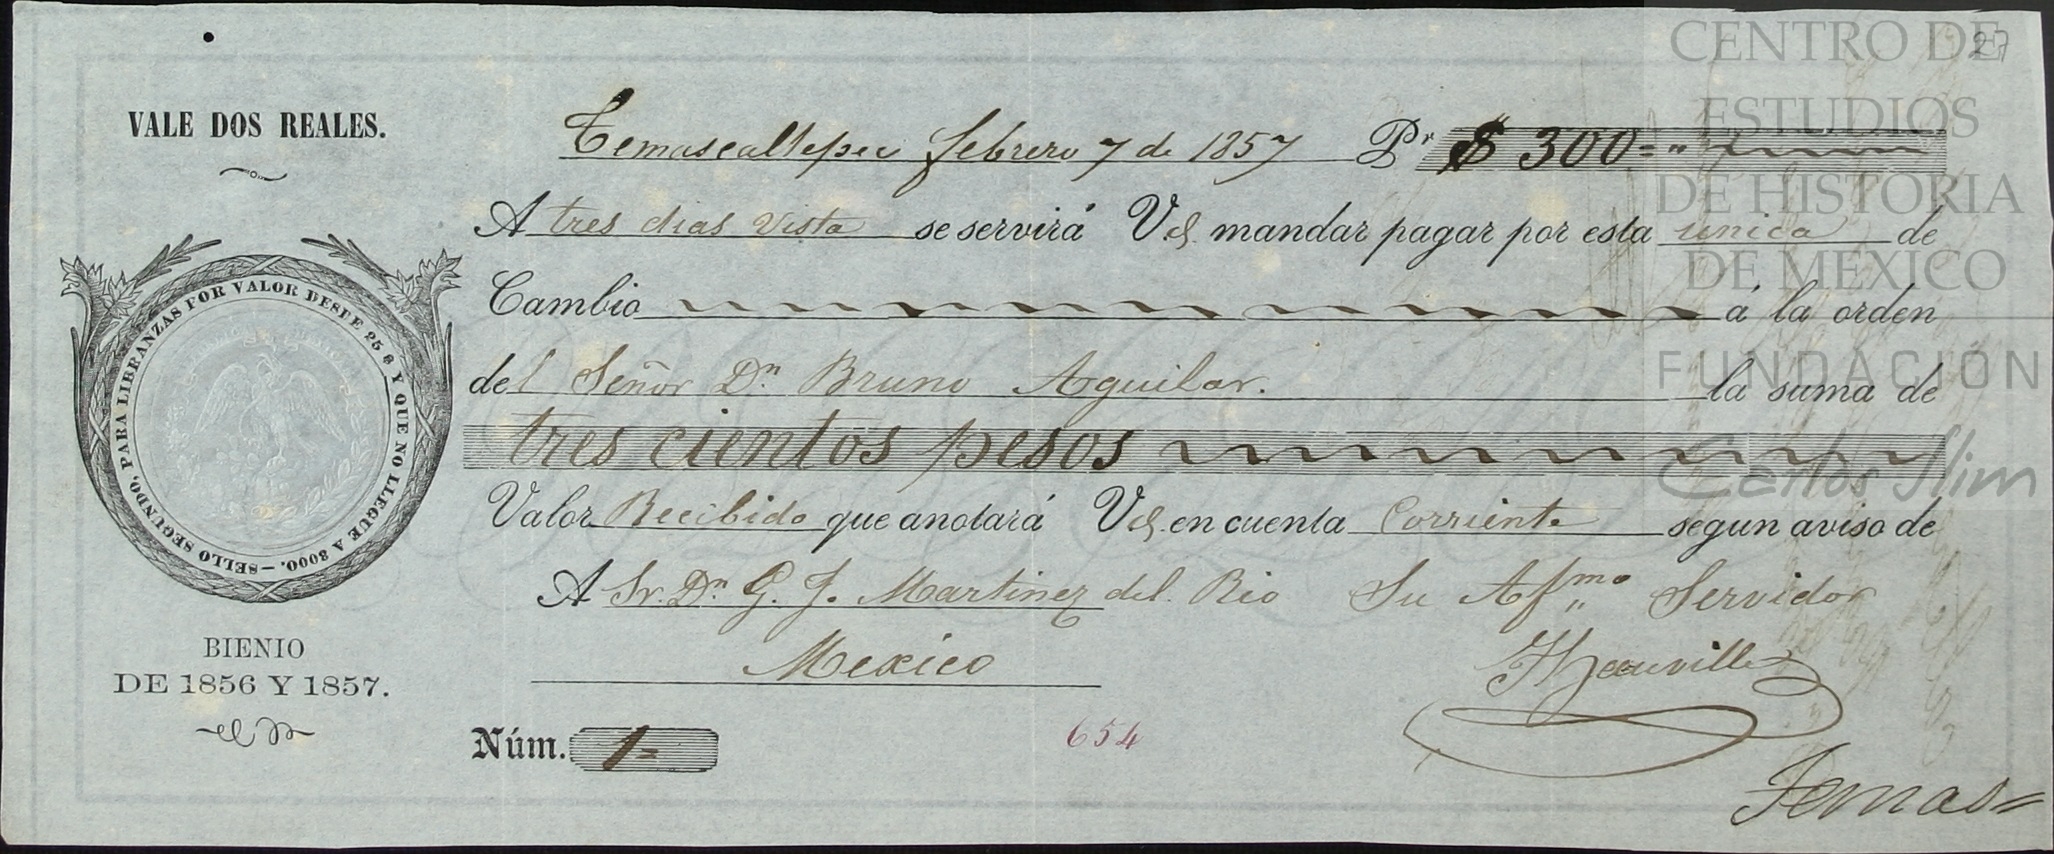 27
VALE DOS REALES.
Temascaltepec febrero 7 de 1857 Pr. $ 300="
A tres dias vista se servirá Vd. mandar pagar por esta unica de
Cambio á la orden
del Señor Dn. Bruno Aguilar. la suma de
tres cientos pesos
Valor Recibido que anotará Vd. en cuenta Corriente segun aviso de
A Sr. Dn. G. J. Martinez del Rio Su Afmo Servidor
Mexico
Núm. 1=
654
Temas=
SELLO SEGUNDO, PARA LIBRANZAS POR VALOR DESDE 25 $ Y QUE NO LLEGUE A 3000.—
BIENIO
DE 1856 Y 1857.
CENTRO DE
ESTUDIOS
DE HISTORIA
DE MEXICO
FUNDACIÓN
Carlos Slim